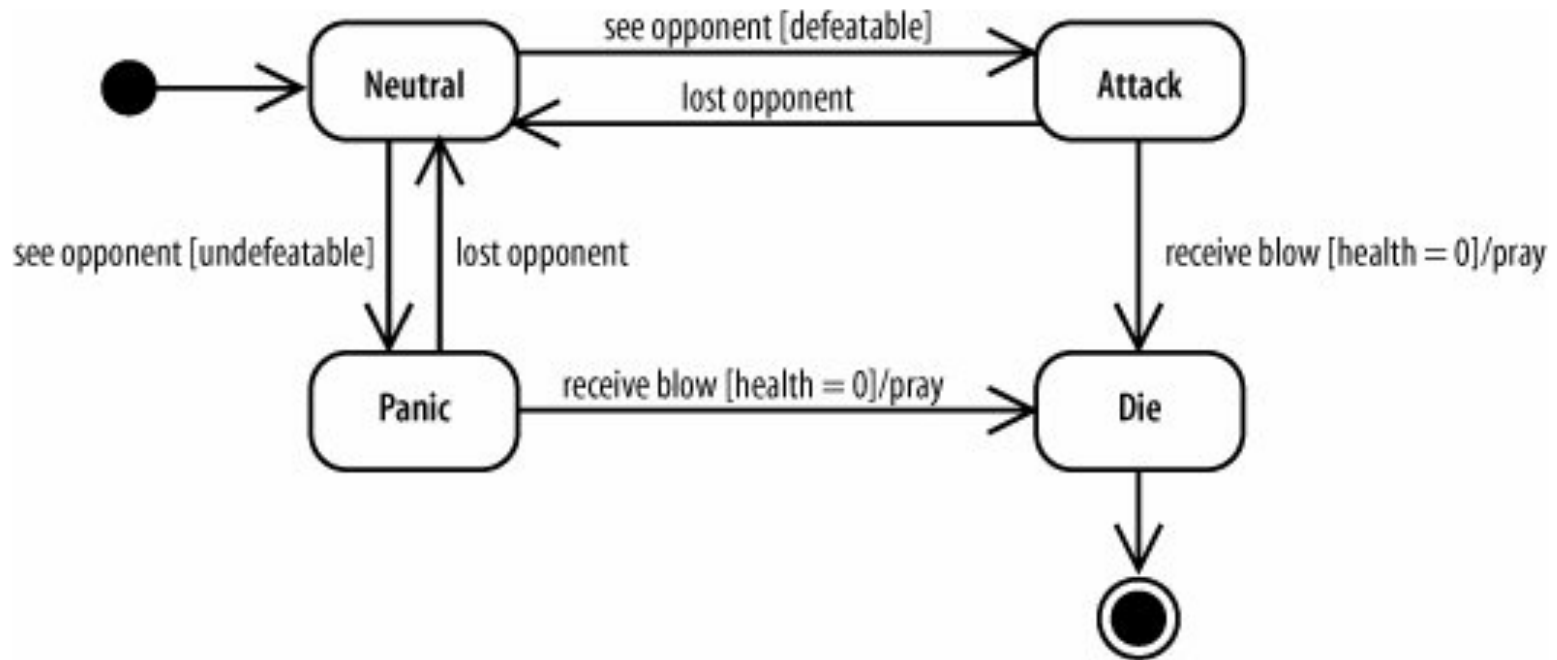 see opponent [defeatable]
Neutral
Attack
lost opponent
see opponent [undefeatable]
lost opponent
receive blow [health = 0]/pray
Panic
receive blow [health = 0]/pray
Die